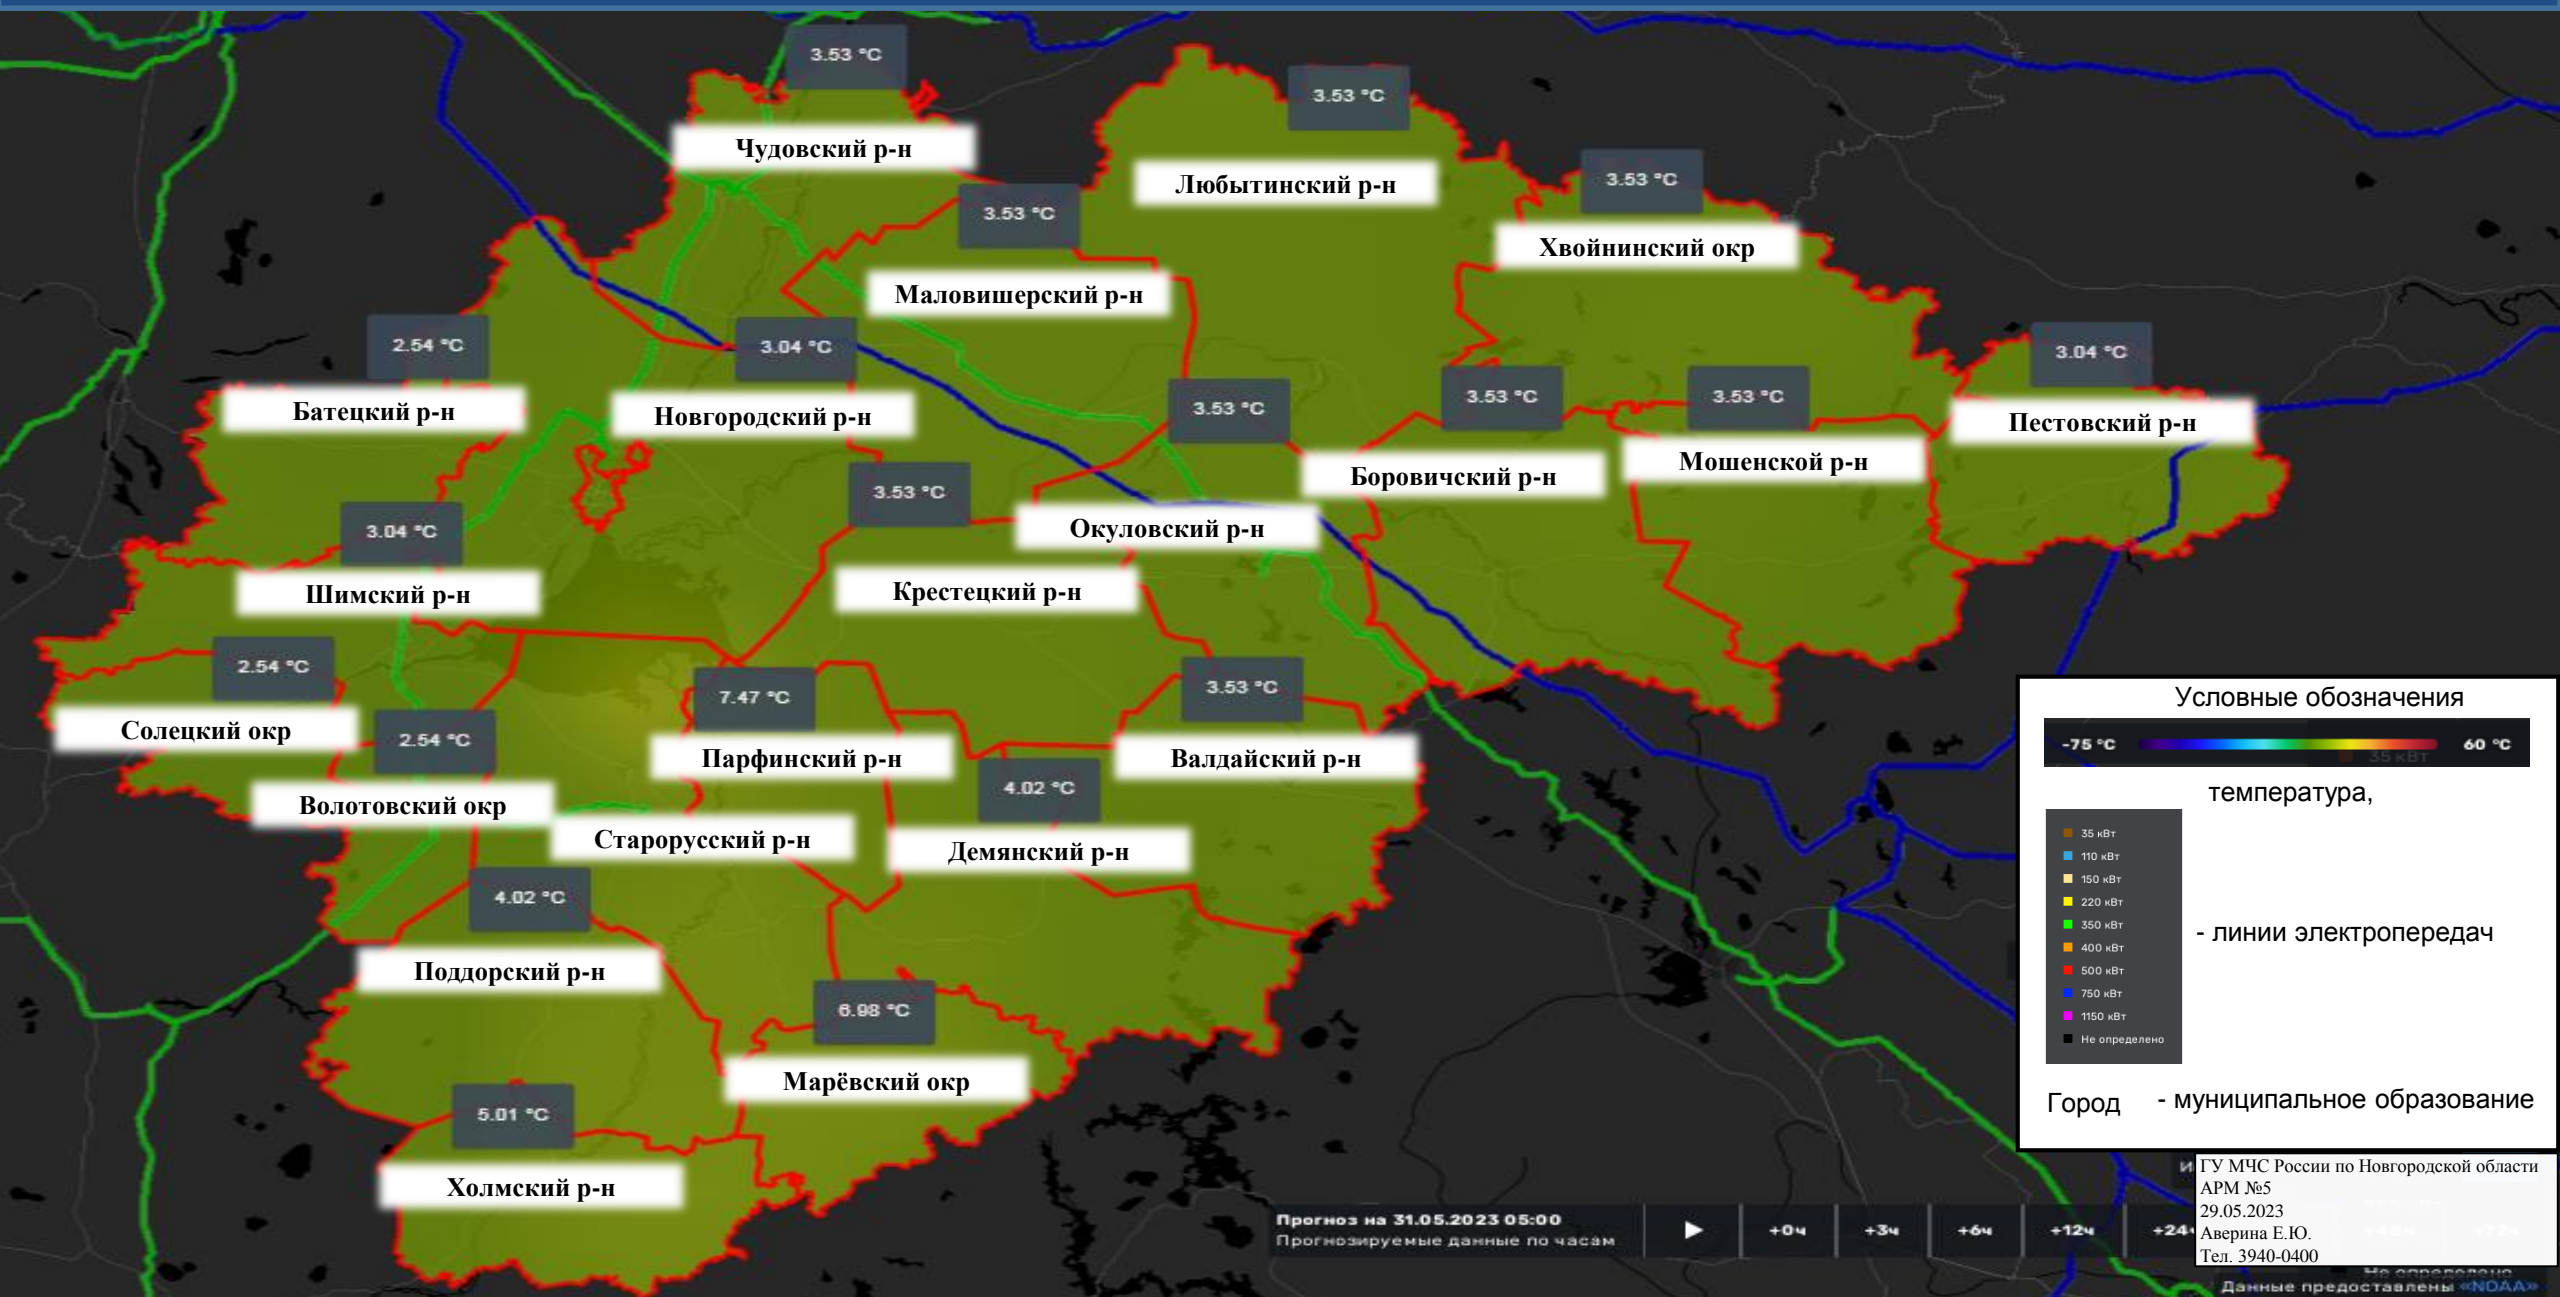 3.53 °C
Чудовский р-н
3.53 °C
Любытинский р-н
3.53 °C
Хвойнинский окр
3.53 °C
Маловишерский р-н
2.54 °C
Батецкий р-н
3.04 °C
Новгородский р-н
3.53 °C
Окуловский р-н
3.53 °C
Боровичский р-н
3.53 °C
Мошенской р-н
3.04 °C
Пестовский р-н
3.04 °C
Шимский р-н
3.53 °C
Крестецкий р-н
2.54 °C
Солецкий окр
2.54 °C
Волотовский окр
7.47 °C
Парфинский р-н
3.53 °C
Валдайский р-н
Старорусский р-н
4.02 °C
Демянский р-н
4.02 °C
Поддорский р-н
6.98 °C
Марёвский окр
5.01 °C
Холмский р-н
Условные обозначения
-75 °C 60 °C
35 кВт
температура,
35 кВт
110 кВт
150 кВт
220 кВт
350 кВт
400 кВт
500 кВт
750 кВт
1150 кВт
Не определено
- линии электропередач
Город - муниципальное образование
ГУ МЧС России по Новгородской области
АРМ №5
29.05.2023
Аверина Е.Ю.
Тел. 3940-0400
Прогноз на 31.05.2023 05:00
Прогнозируемые данные по часам
+0ч +3ч +6ч +12ч +24
Не определено
Данные предоставлены «NOAA»